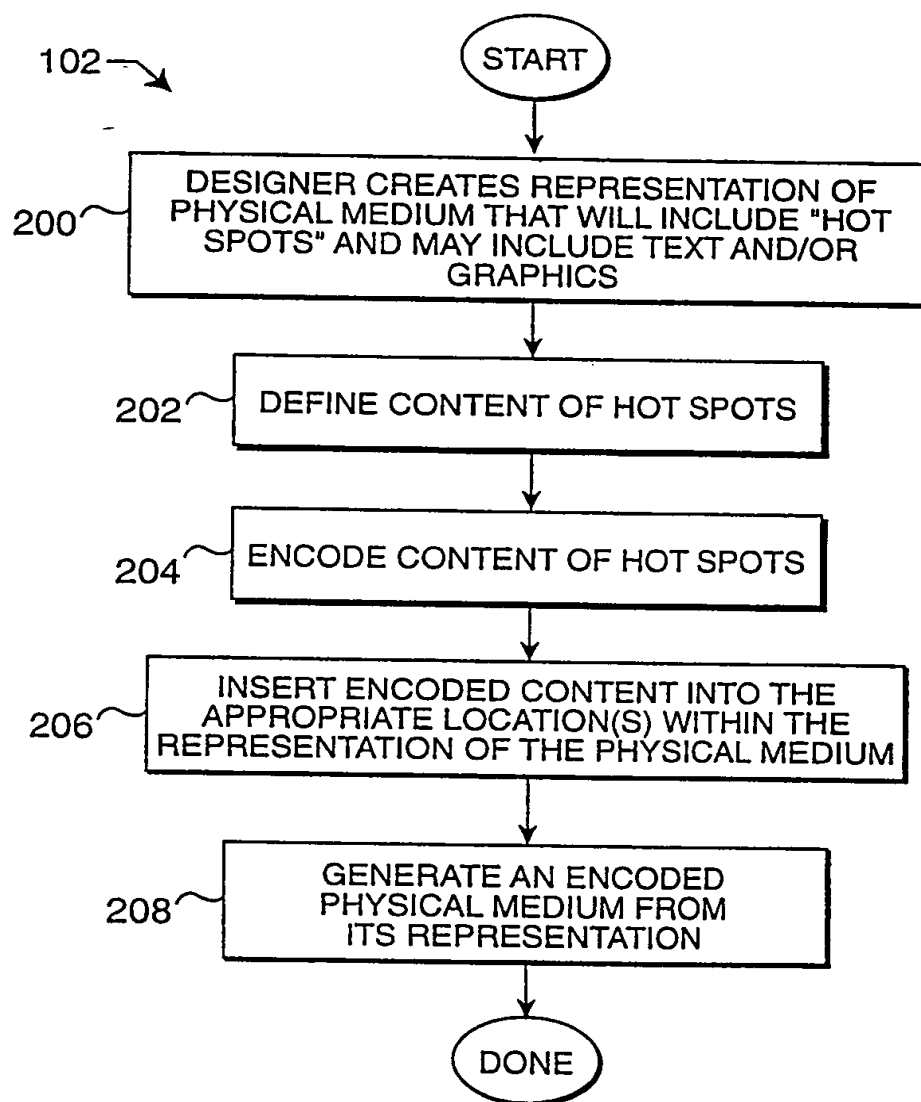 102
START
200
DESIGNER CREATES REPRESENTATION OF
PHYSICAL MEDIUM THAT WILL INCLUDE "HOT
SPOTS" AND MAY INCLUDE TEXT AND/OR
GRAPHICS
202
DEFINE CONTENT OF HOT SPOTS
204
ENCODE CONTENT OF HOT SPOTS
206
INSERT ENCODED CONTENT INTO THE
APPROPRIATE LOCATION(S) WITHIN THE
REPRESENTATION OF THE PHYSICAL MEDIUM
208
GENERATE AN ENCODED
PHYSICAL MEDIUM FROM
ITS REPRESENTATION
DONE